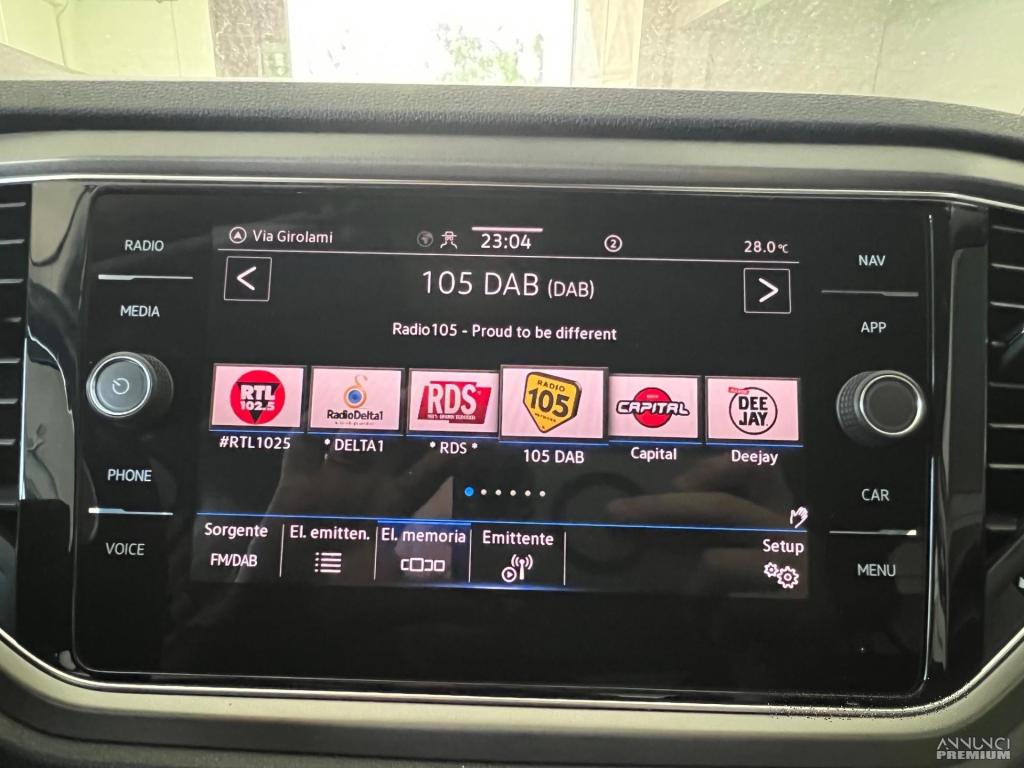 RADIO
MEDIA
PHONE
VOICE
NAV
APP
CAR
MENU
Via Girolami
23:04
2
28.0°C
< 105 DAB (DAB) >
Radio105 - Proud to be different
RTL
102.5
RadioDelta1
RDS
RADIO
105
NETWORK
CAPITAL
RADIO
DEE
JAY
#RTL1025
* DELTA1
* RDS *
105 DAB
Capital
Deejay
Sorgente
El. emitten.
El. memoria
Emittente
Setup
FM/DAB
ANNUNCI
PREMIUM